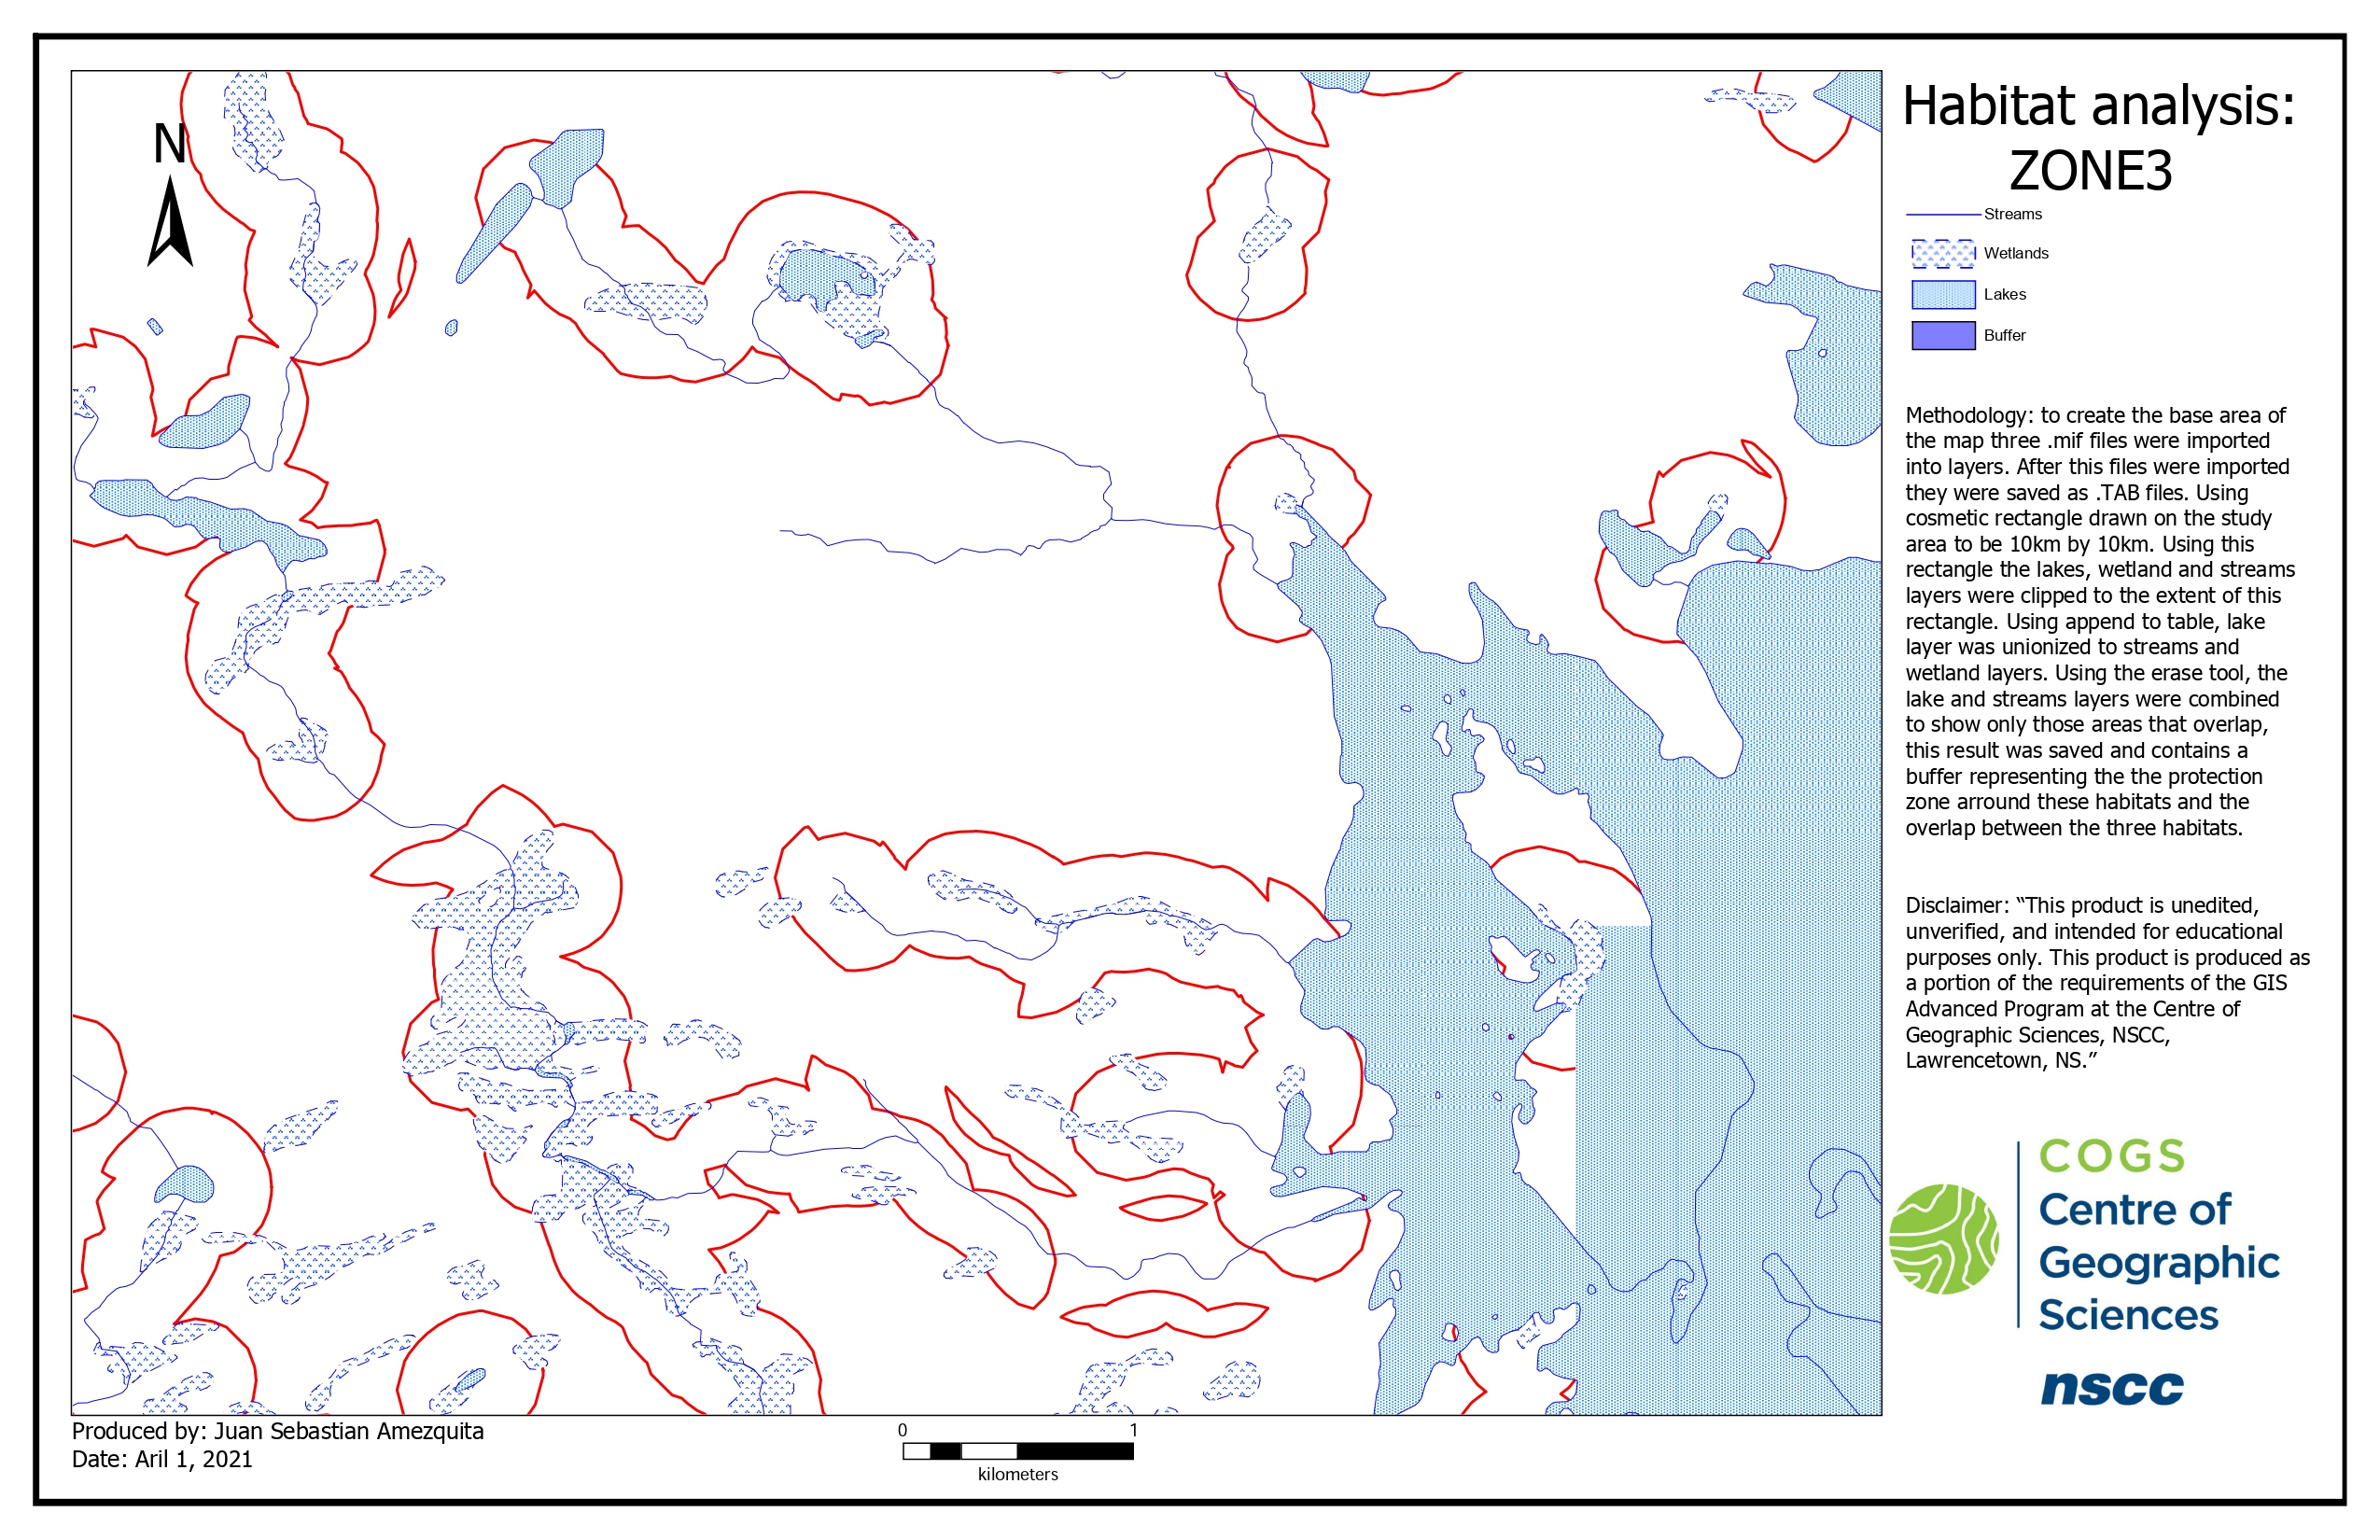 Habitat analysis:
ZONE3
N
Streams
Wetlands
Lakes
Buffer
Methodology: to create the base area of
the map three .mif files were imported
into layers. After this files were imported
they were saved as .TAB files. Using
cosmetic rectangle drawn on the study
area to be 10km by 10km. Using this
rectangle the lakes, wetland and streams
layers were clipped to the extent of this
rectangle. Using append to table, lake
layer was unionized to streams and
wetland layers. Using the erase tool, the
lake and streams layers were combined
to show only those areas that overlap,
this result was saved and contains a
buffer representing the the protection
zone arround these habitats and the
overlap between the three habitats.
Disclaimer: “This product is unedited,
unverified, and intended for educational
purposes only. This product is produced as
a portion of the requirements of the GIS
Advanced Program at the Centre of
Geographic Sciences, NSCC,
Lawrencetown, NS.”
COGS
Centre of
Geographic
Sciences
nscc
Produced by: Juan Sebastian Amezquita
Date: Aril 1, 2021
0 1
kilometers